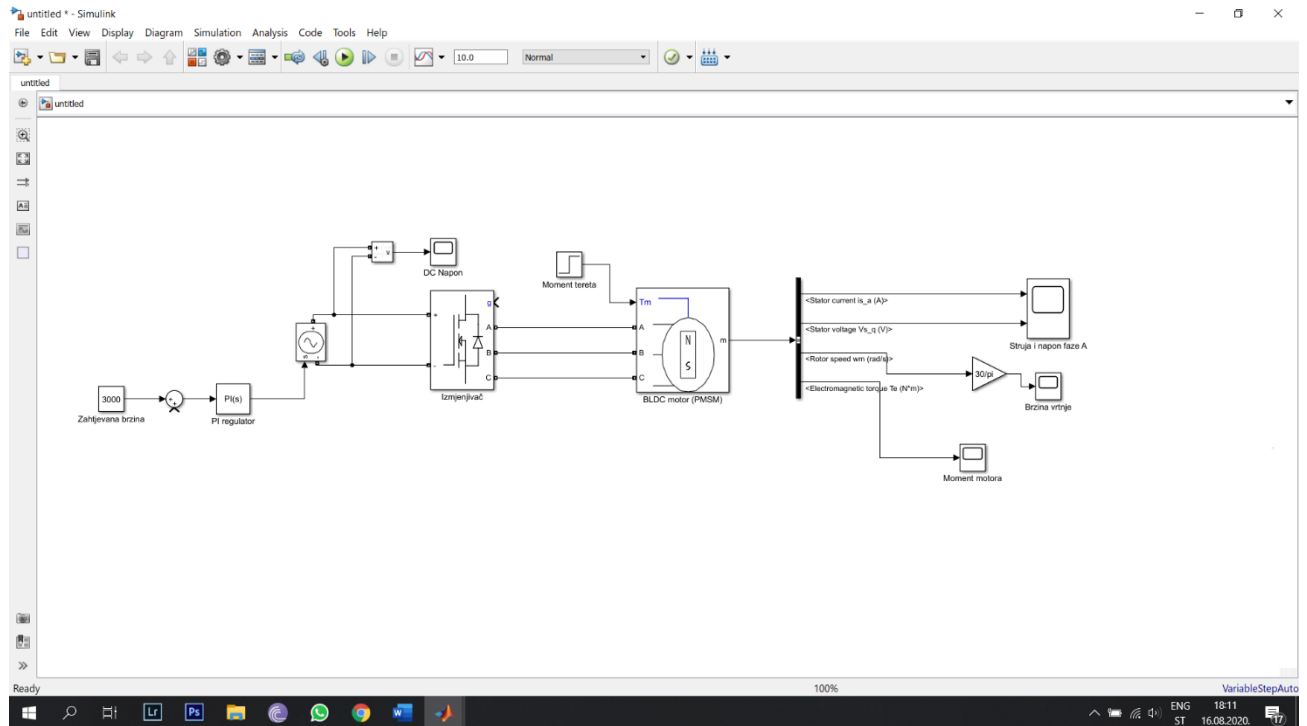 untitled * - Simulink
File Edit View Display Diagram Simulation Analysis Code Tools Help
10.0 Normal
untitled
untitled
DC Napon
Moment tereta
v
g
A
B
C
Izmjenjivač
Tm
A
B
C
N
S
m
BLDC motor (PMSM)
<Stator current is_a (A)>
<Stator voltage Vs_q (V)>
<Rotor speed wm (rad/s)>
<Electromagnetic torque Te (N*m)>
Struja i napon faze A
30/pi
Brzina vrtnje
Moment motora
s
3000
Zahtjevana brzina
PI(s)
PI regulator
Ready 100% VariableStepAuto
Lr Ps
ENG 18:11
ST 16.08.2020. 17